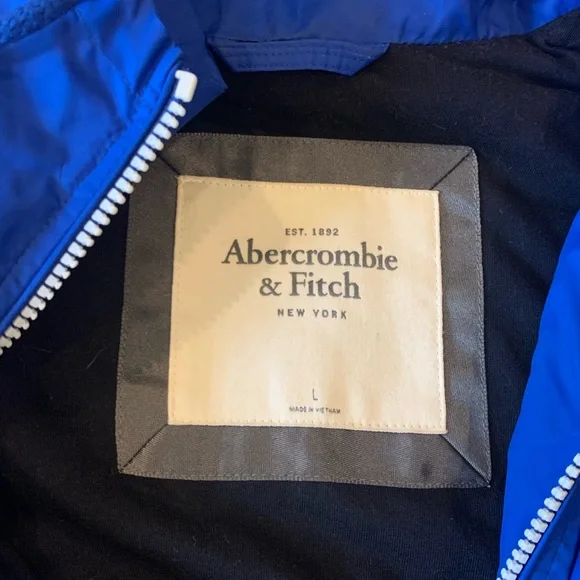 EST. 1892
Abercrombie
& Fitch
NEW YORK
L
MADE IN VIETNAM